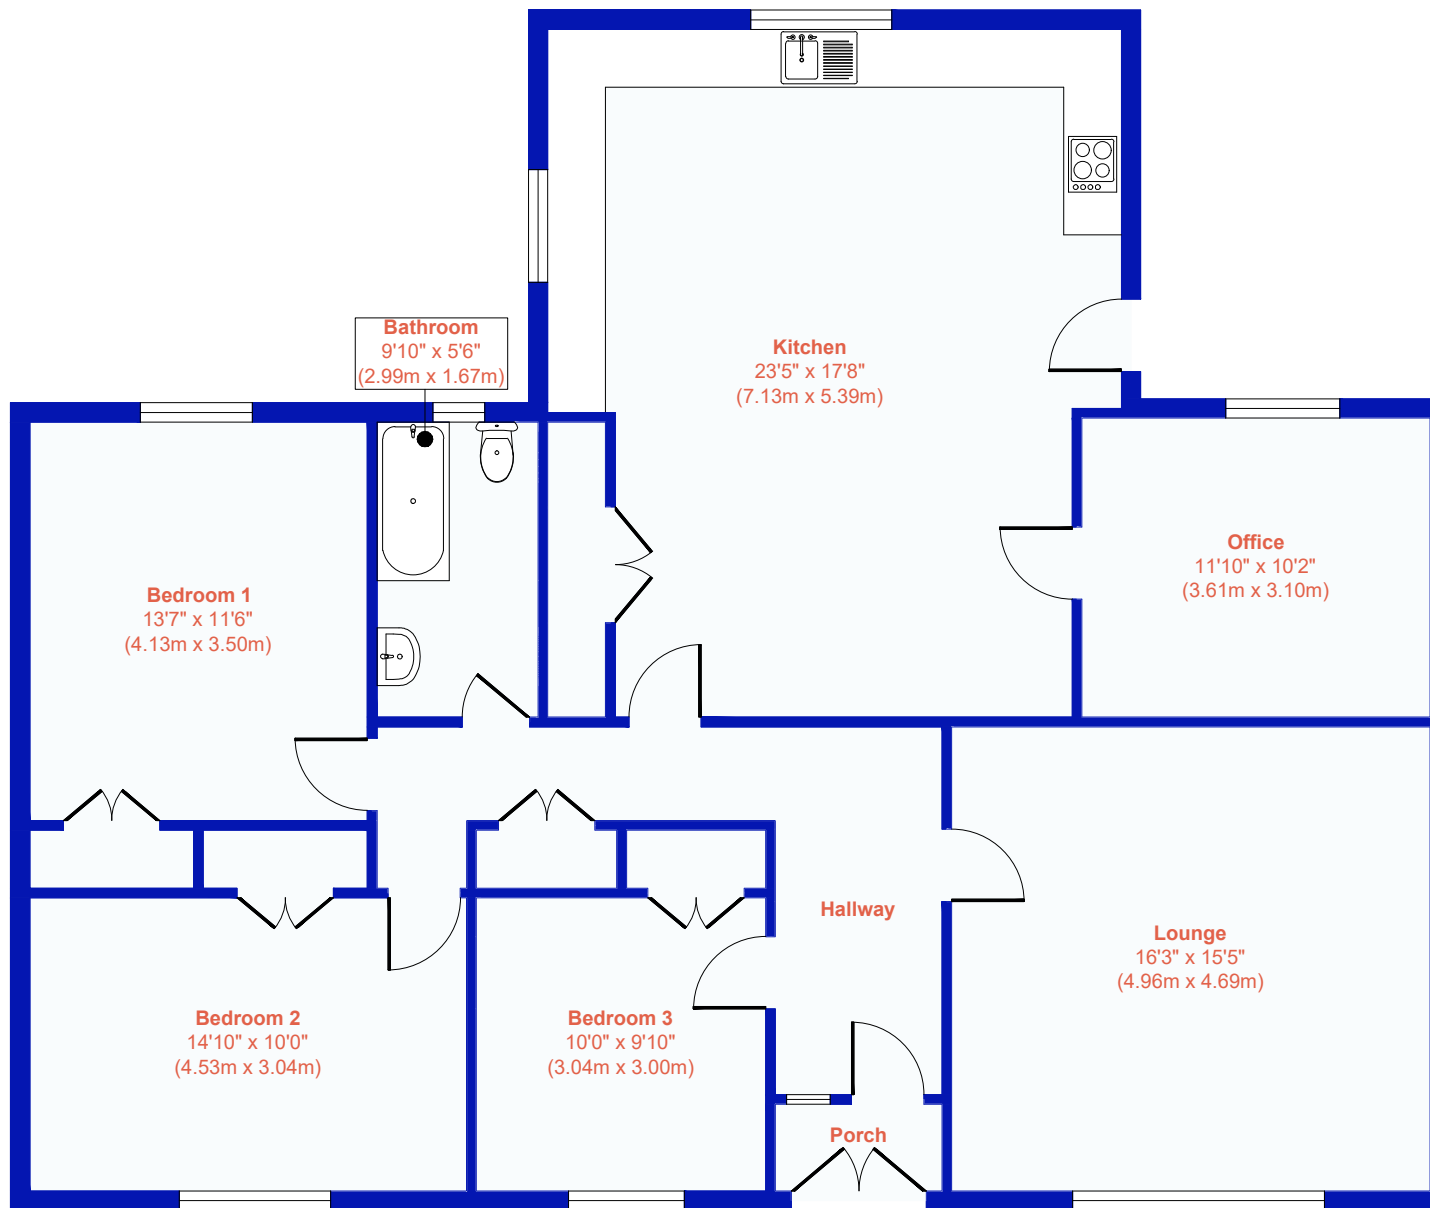 Bathroom
9'10" x 5'6"
(2.99m x 1.67m)
Kitchen
23'5" x 17'8"
(7.13m x 5.39m)
Office
11'10" x 10'2"
(3.61m x 3.10m)
Bedroom 1
13'7" x 11'6"
(4.13m x 3.50m)
Hallway
Lounge
16'3" x 15'5"
(4.96m x 4.69m)
Bedroom 2
14'10" x 10'0"
(4.53m x 3.04m)
Bedroom 3
10'0" x 9'10"
(3.04m x 3.00m)
Porch